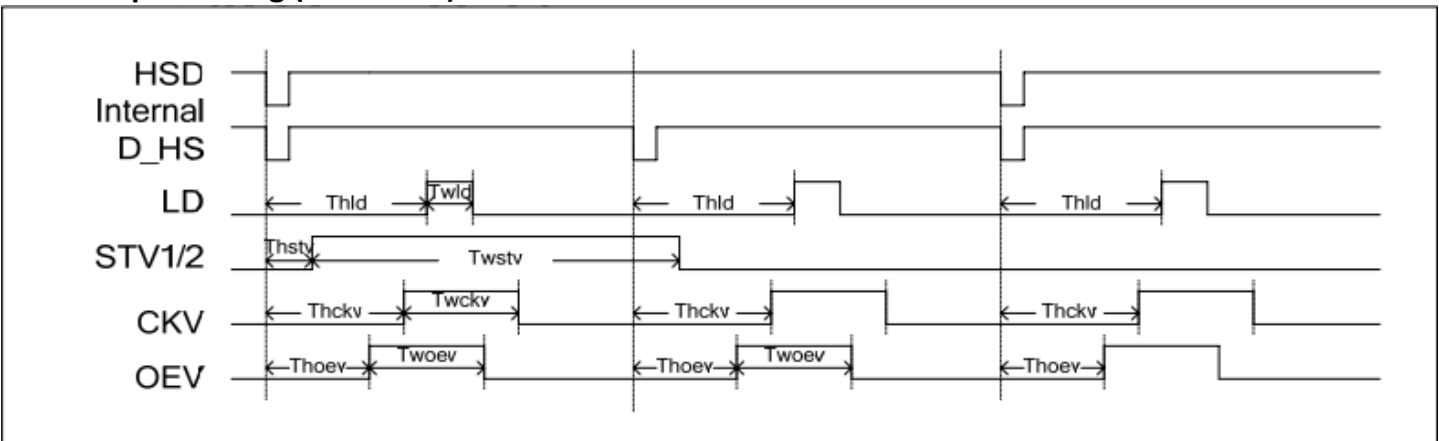 HSD
Internal
D_HS
LD Thld Twld Thld Thld
STV1/2 Thstv Twstv
CKV Thckv Twckv Thckv Thckv
OEV Thoev Twoev Thoev Twoev Thoev